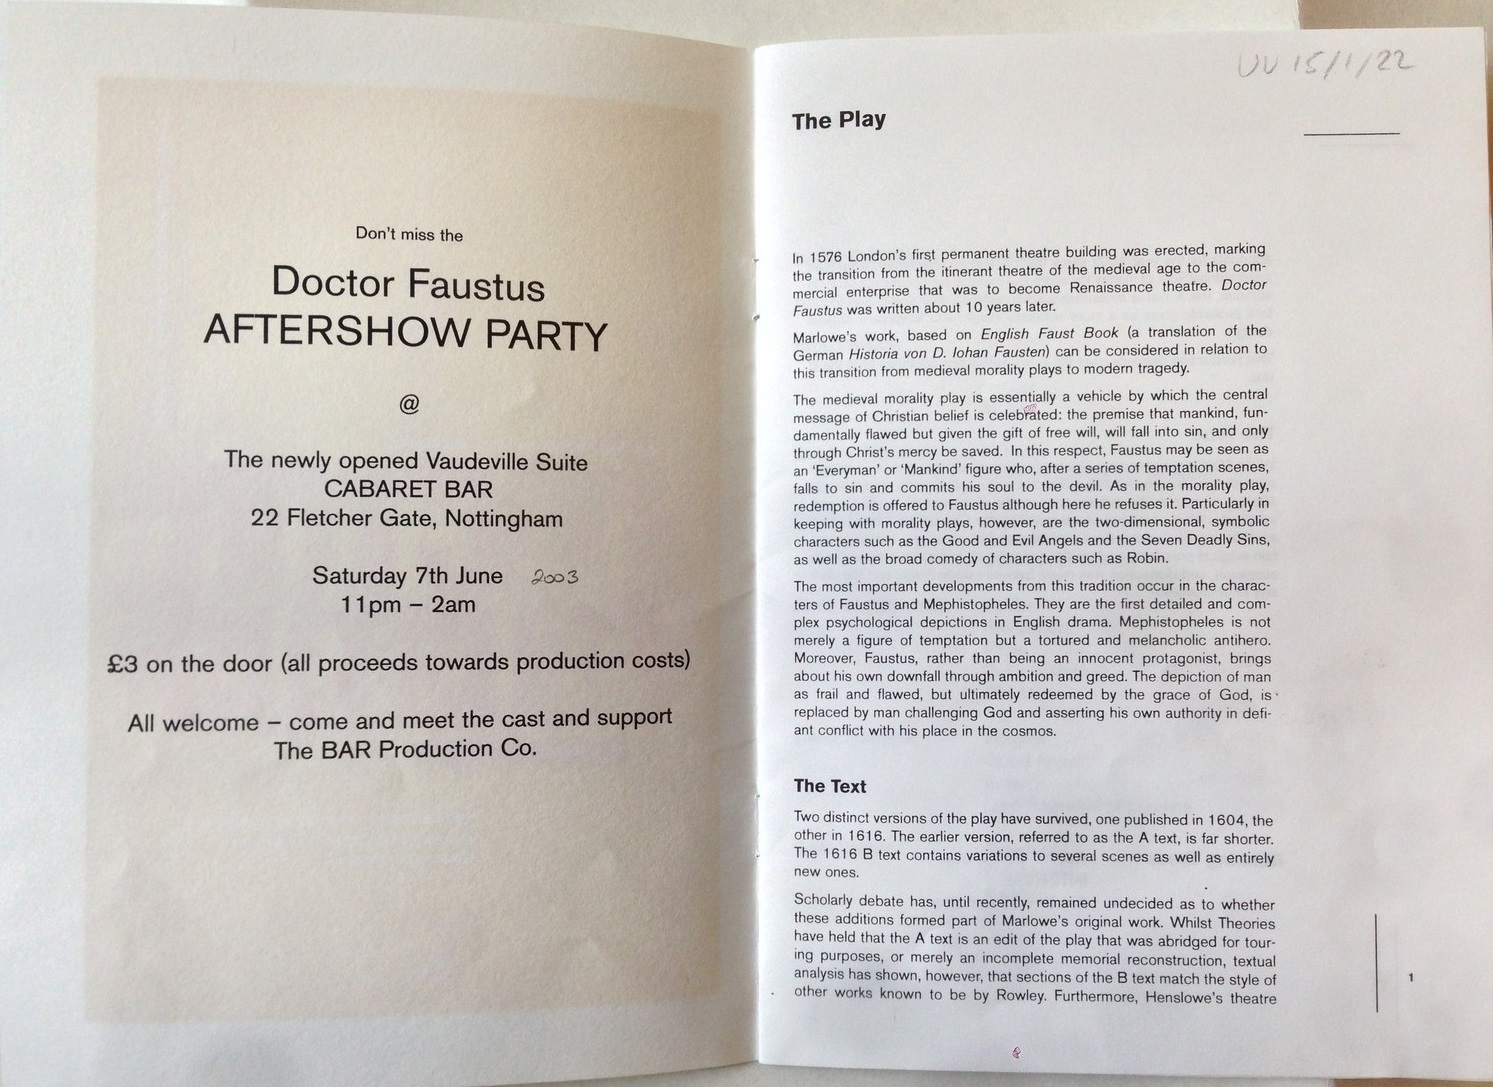 Don't miss the
Doctor Faustus
AFTERSHOW PARTY
@
The newly opened Vaudeville Suite
CABARET BAR
22 Fletcher Gate, Nottingham
Saturday 7th June 2003
11pm – 2am
£3 on the door (all proceeds towards production costs)
All welcome – come and meet the cast and support
The BAR Production Co.
UU 15/1/22
The Play
In 1576 London's first permanent theatre building was erected, marking
the transition from the itinerant theatre of the medieval age to the com-
mercial enterprise that was to become Renaissance theatre. Doctor
Faustus was written about 10 years later.
Marlowe's work, based on English Faust Book (a translation of the
German Historia von D. Iohan Fausten) can be considered in relation to
this transition from medieval morality plays to modern tragedy.
The medieval morality play is essentially a vehicle by which the central
message of Christian belief is celebrated: the premise that mankind, fun-
damentally flawed but given the gift of free will, will fall into sin, and only
through Christ's mercy be saved. In this respect, Faustus may be seen as
an 'Everyman' or 'Mankind' figure who, after a series of temptation scenes,
falls to sin and commits his soul to the devil. As in the morality play,
redemption is offered to Faustus although here he refuses it. Particularly in
keeping with morality plays, however, are the two-dimensional, symbolic
characters such as the Good and Evil Angels and the Seven Deadly Sins,
as well as the broad comedy of characters such as Robin.
The most important developments from this tradition occur in the charac-
ters of Faustus and Mephistopheles. They are the first detailed and com-
plex psychological depictions in English drama. Mephistopheles is not
merely a figure of temptation but a tortured and melancholic antihero.
Moreover, Faustus, rather than being an innocent protagonist, brings
about his own downfall through ambition and greed. The depiction of man
as frail and flawed, but ultimately redeemed by the grace of God, is
replaced by man challenging God and asserting his own authority in defi-
ant conflict with his place in the cosmos.
The Text
Two distinct versions of the play have survived, one published in 1604, the
other in 1616. The earlier version, referred to as the A text, is far shorter.
The 1616 B text contains variations to several scenes as well as entirely
new ones.
Scholarly debate has, until recently, remained undecided as to whether
these additions formed part of Marlowe's original work. Whilst Theories
have held that the A text is an edit of the play that was abridged for tour-
ing purposes, or merely an incomplete memorial reconstruction, textual
analysis has shown, however, that sections of the B text match the style of
other works known to be by Rowley. Furthermore, Henslowe's theatre
1